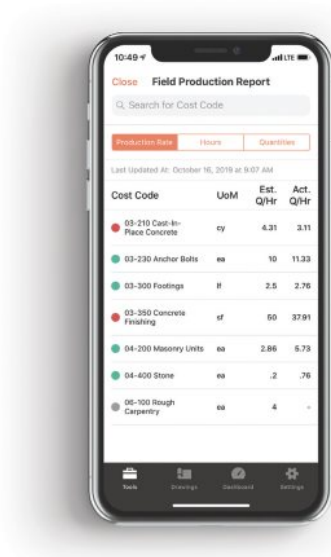 10:49
LTE
Close Field Production Report
Search for Cost Code
Production Rate Hours Quantities
Last Updated At: October 16, 2019 at 9:07 AM
Cost Code UoM Est. Q/Hr Act. Q/Hr
03-210 Cast-In-
Place Concrete cy 4.31 3.11
03-230 Anchor Bolts ea 10 11.33
03-300 Footings lf 2.5 2.76
03-350 Concrete
Finishing sf 50 37.91
04-200 Masonry Units ea 2.86 5.73
04-400 Stone ea .2 .76
06-100 Rough
Carpentry ea 4 -
Tools Drawings Dashboard Settings